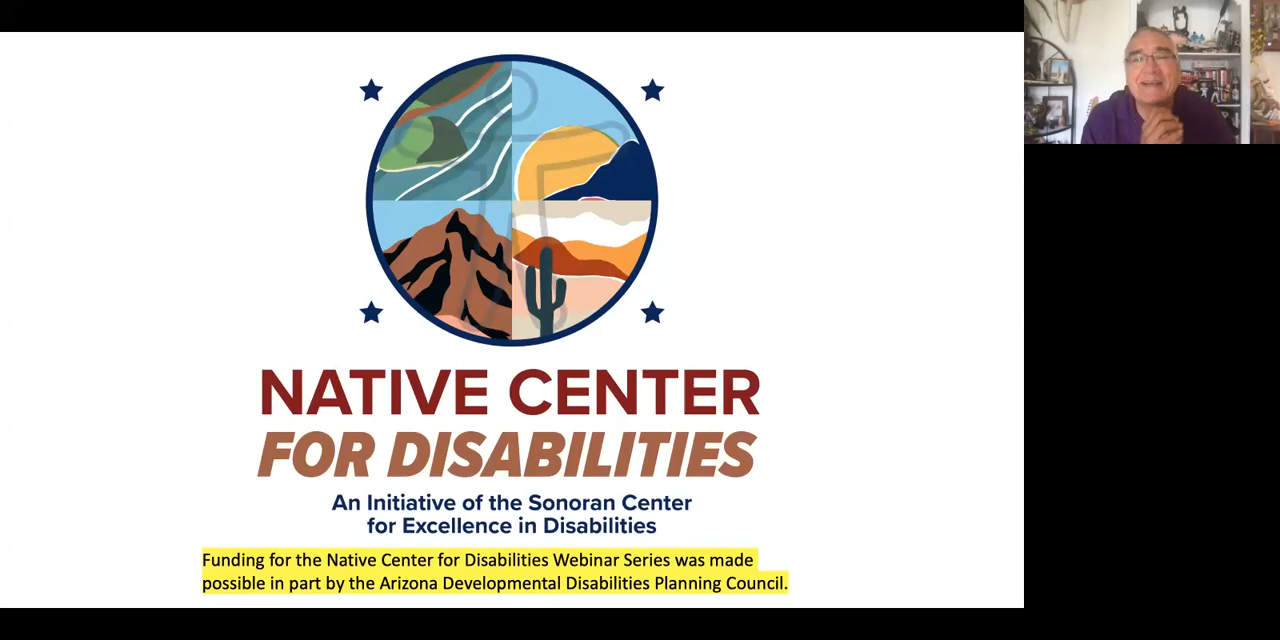 NATIVE CENTER
FOR DISABILITIES
An Initiative of the Sonoran Center
for Excellence in Disabilities
Funding for the Native Center for Disabilities Webinar Series was made
possible in part by the Arizona Developmental Disabilities Planning Council.